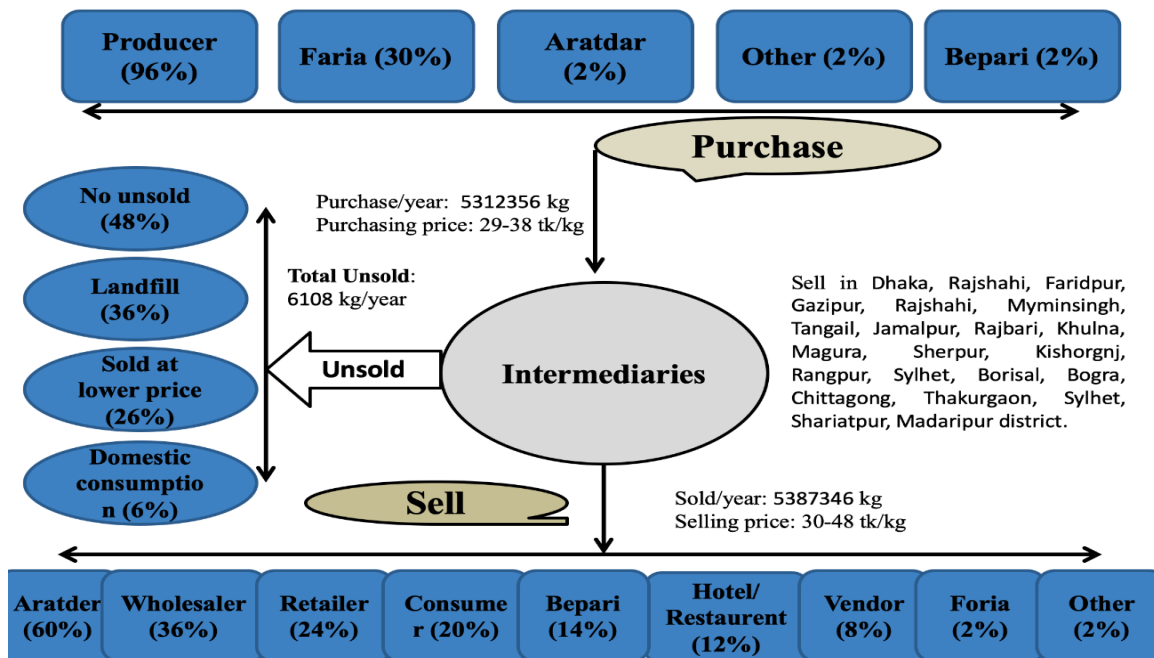 Producer
(96%)
Faria (30%)
Aratdar
(2%)
Other (2%)
Bepari (2%)
Purchase
No unsold
(48%)
Purchase/year: 5312356 kg
Purchasing price: 29-38 tk/kg
Landfill
(36%)
Total Unsold:
6108 kg/year
Sold at
lower price
(26%)
Unsold
Intermediaries
Sell in Dhaka, Rajshahi, Faridpur,
Gazipur, Rajshahi, Myminsingh,
Tangail, Jamalpur, Rajbari, Khulna,
Magura, Sherpur, Kishorgnj,
Rangpur, Sylhet, Borisal, Bogra,
Chittagong, Thakurgaon, Sylhet,
Shariatpur, Madaripur district.
Domestic
consumptio
n (6%)
Sell
Sold/year: 5387346 kg
Selling price: 30-48 tk/kg
Aratder
(60%)
Wholesaler
(36%)
Retailer
(24%)
Consume
r (20%)
Bepari
(14%)
Hotel/
Restaurent
(12%)
Vendor
(8%)
Foria
(2%)
Other
(2%)